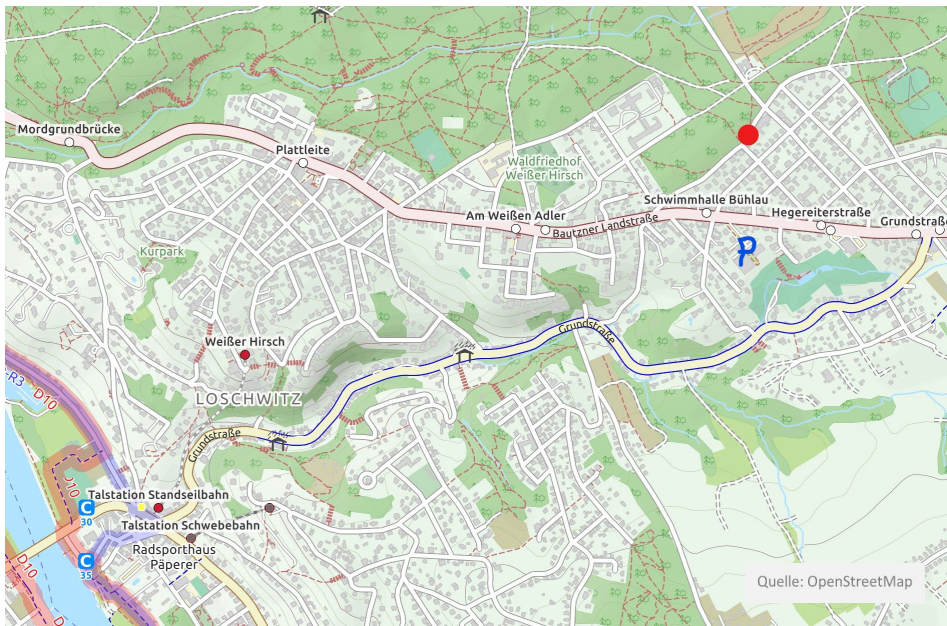 Mordgrundbrücke
Plattleite
Waldfriedhof
Weißer Hirsch
Schwimmhalle Bühlau
Am Weißen Adler
Hegereiterstraße
Bautzner Landstraße
Grundstraße
P
Kurpark
Grundstraße
Weißer Hirsch
R3
D10
LOSCHWITZ
Grundstraße
D10
Talstation Standseilbahn
C
30
Talstation Schwebebahn
Radsporthaus
Päperer
D10
C
35
Quelle: OpenStreetMap
D10